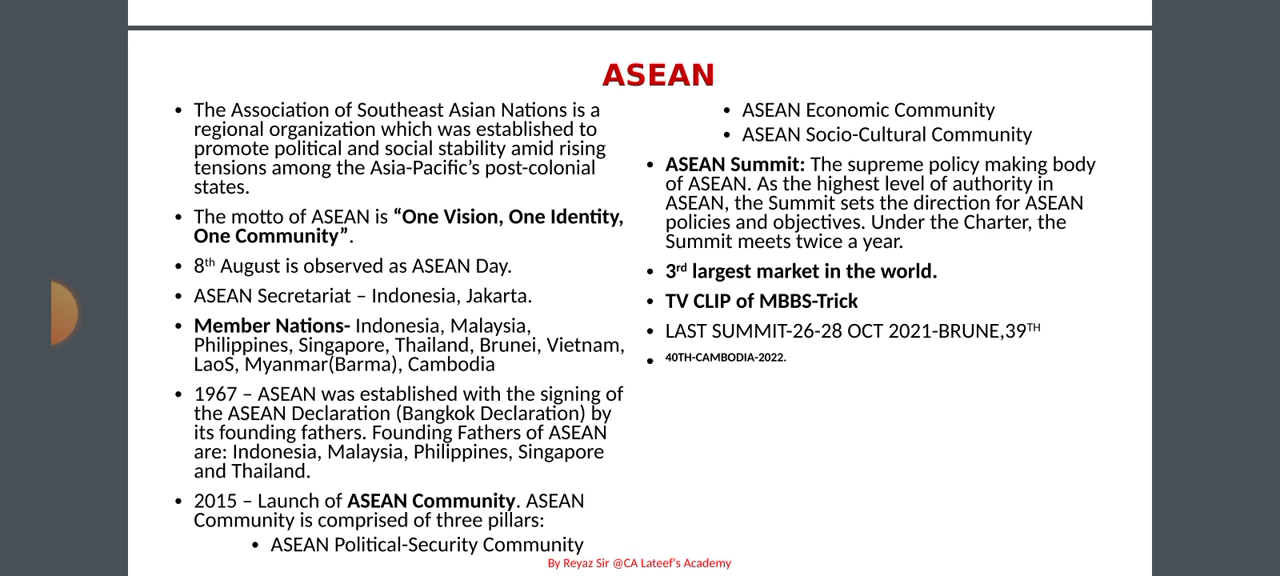 ASEAN
• The Association of Southeast Asian Nations is a
regional organization which was established to
promote political and social stability amid rising
tensions among the Asia-Pacific’s post-colonial
states.
• The motto of ASEAN is “One Vision, One Identity,
One Community”.
• 8th August is observed as ASEAN Day.
• ASEAN Secretariat – Indonesia, Jakarta.
• Member Nations- Indonesia, Malaysia,
Philippines, Singapore, Thailand, Brunei, Vietnam,
LaoS, Myanmar(Barma), Cambodia
• 1967 – ASEAN was established with the signing of
the ASEAN Declaration (Bangkok Declaration) by
its founding fathers. Founding Fathers of ASEAN
are: Indonesia, Malaysia, Philippines, Singapore
and Thailand.
• 2015 – Launch of ASEAN Community. ASEAN
Community is comprised of three pillars:
• ASEAN Political-Security Community
• ASEAN Economic Community
• ASEAN Socio-Cultural Community
• ASEAN Summit: The supreme policy making body
of ASEAN. As the highest level of authority in
ASEAN, the Summit sets the direction for ASEAN
policies and objectives. Under the Charter, the
Summit meets twice a year.
• 3rd largest market in the world.
• TV CLIP of MBBS-Trick
• LAST SUMMIT-26-28 OCT 2021-BRUNE,39TH
• 40TH-CAMBODIA-2022.
By Reyaz Sir @CA Lateef's Academy